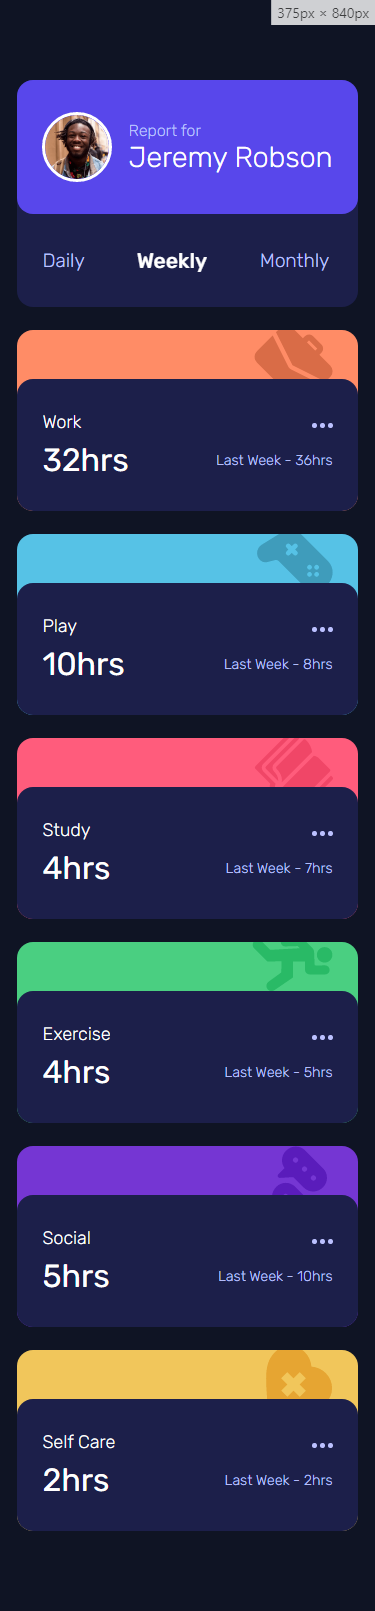 375px × 840px
Report for
Jeremy Robson
Daily Weekly Monthly
Work
32hrs Last Week - 36hrs
Play
10hrs Last Week - 8hrs
Study
4hrs Last Week - 7hrs
Exercise
4hrs Last Week - 5hrs
Social
5hrs Last Week - 10hrs
Self Care
2hrs Last Week - 2hrs